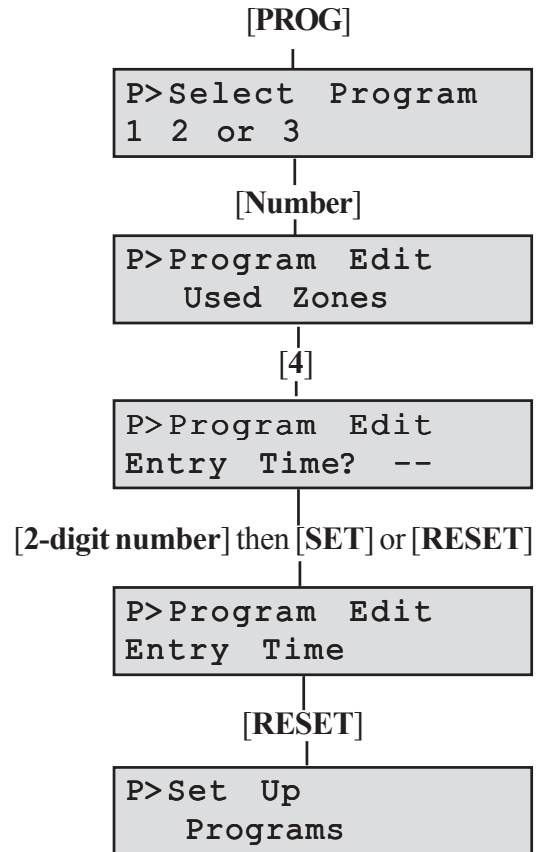 [PROG]
P>Select Program
1 2 or 3
[Number]
P>Program Edit
Used Zones
[4]
P>Program Edit
Entry Time? --
[2-digit number] then [SET] or [RESET]
P>Program Edit
Entry Time
[RESET]
P>Set Up
Programs